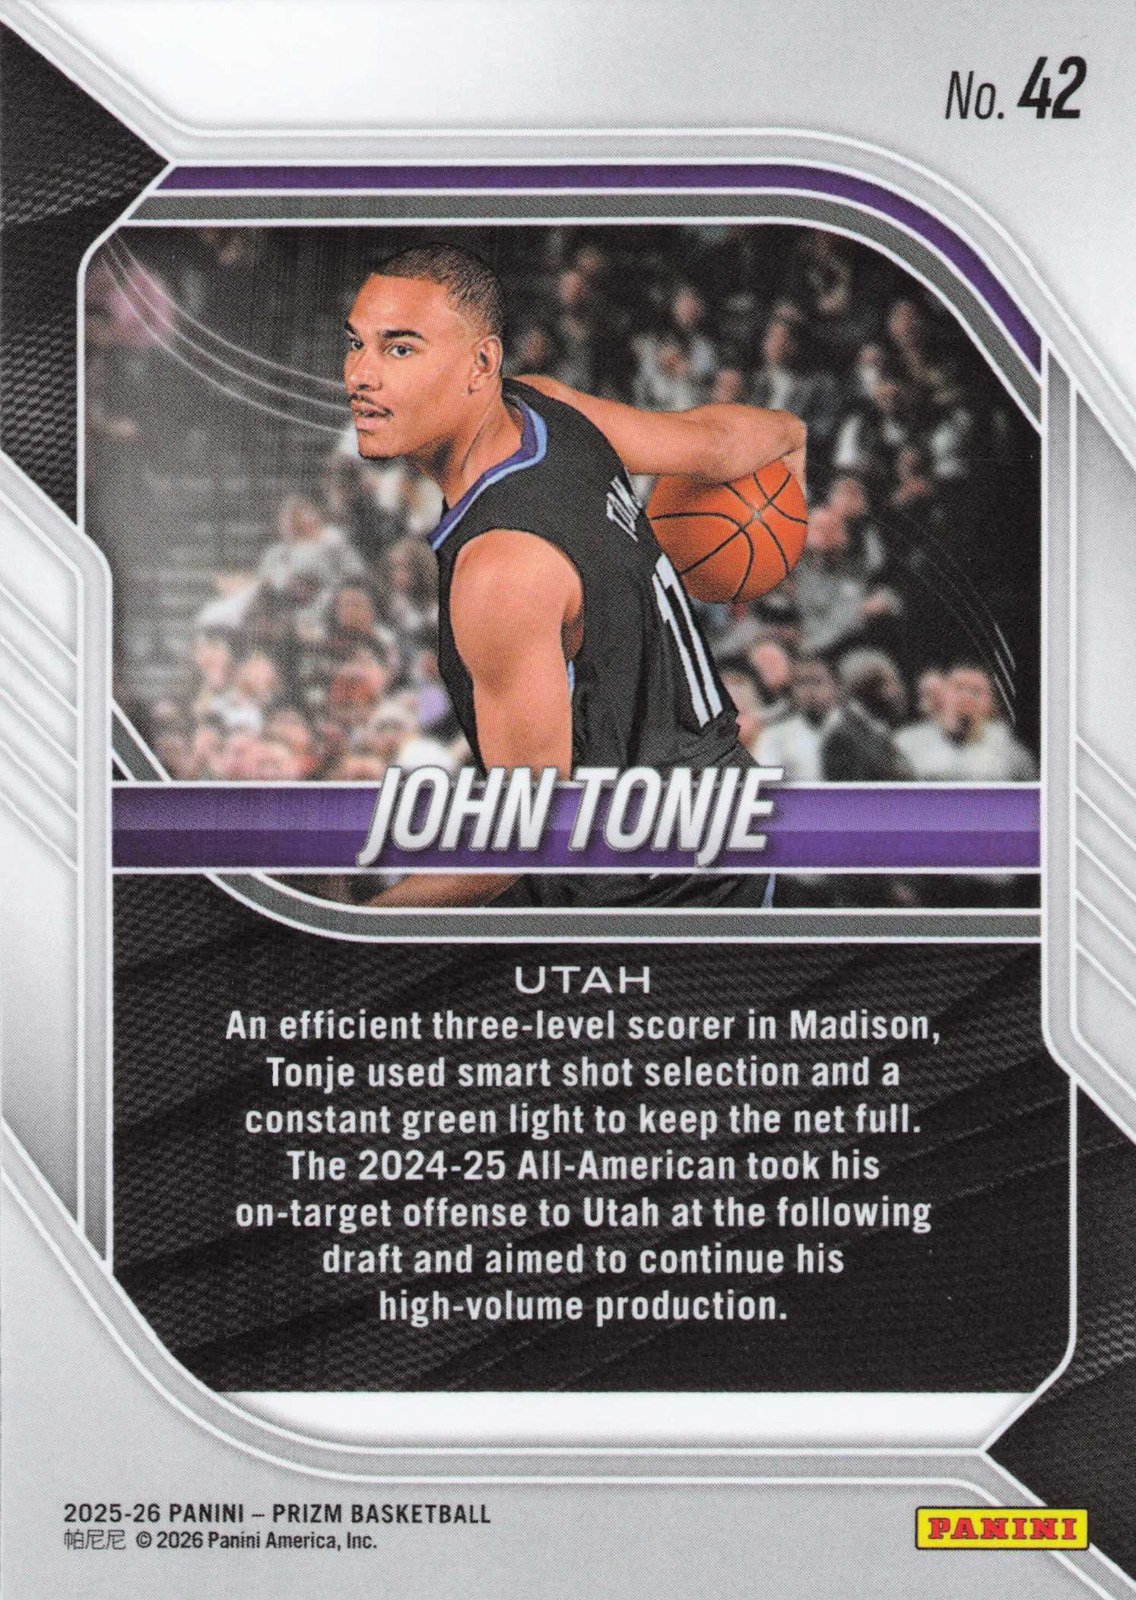 No. 42
JOHN TONJE
UTAH
An efficient three-level scorer in Madison,
Tonje used smart shot selection and a
constant green light to keep the net full.
The 2024-25 All-American took his
on-target offense to Utah at the following
draft and aimed to continue his
high-volume production.
2025-26 PANINI – PRIZM BASKETBALL
帕尼尼 © 2026 Panini America, Inc.
PANINI